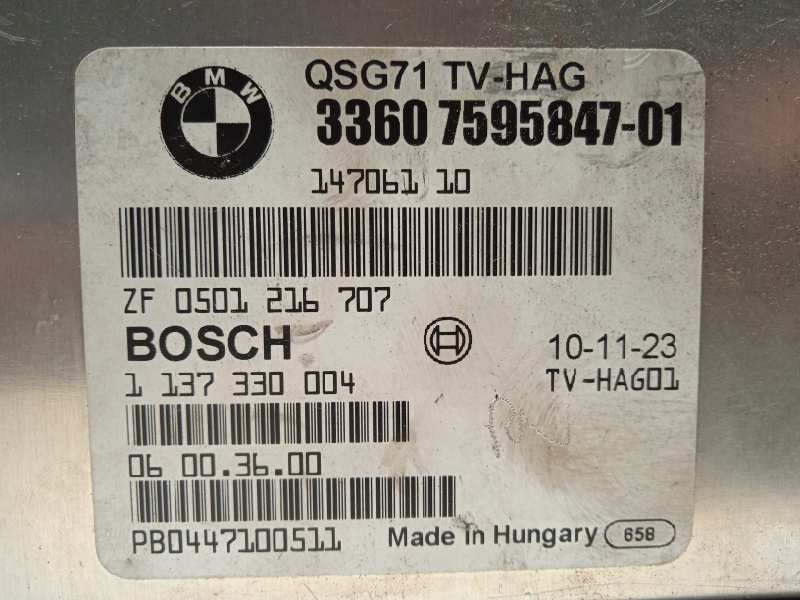 BMW
QSG71 TV-HAG
3360 7595847-01
147061 10
ZF 0501 216 707
BOSCH
10-11-23
1 137 330 004
TV-HAG01
06 00.36.00
PB0447100511
Made in Hungary 658